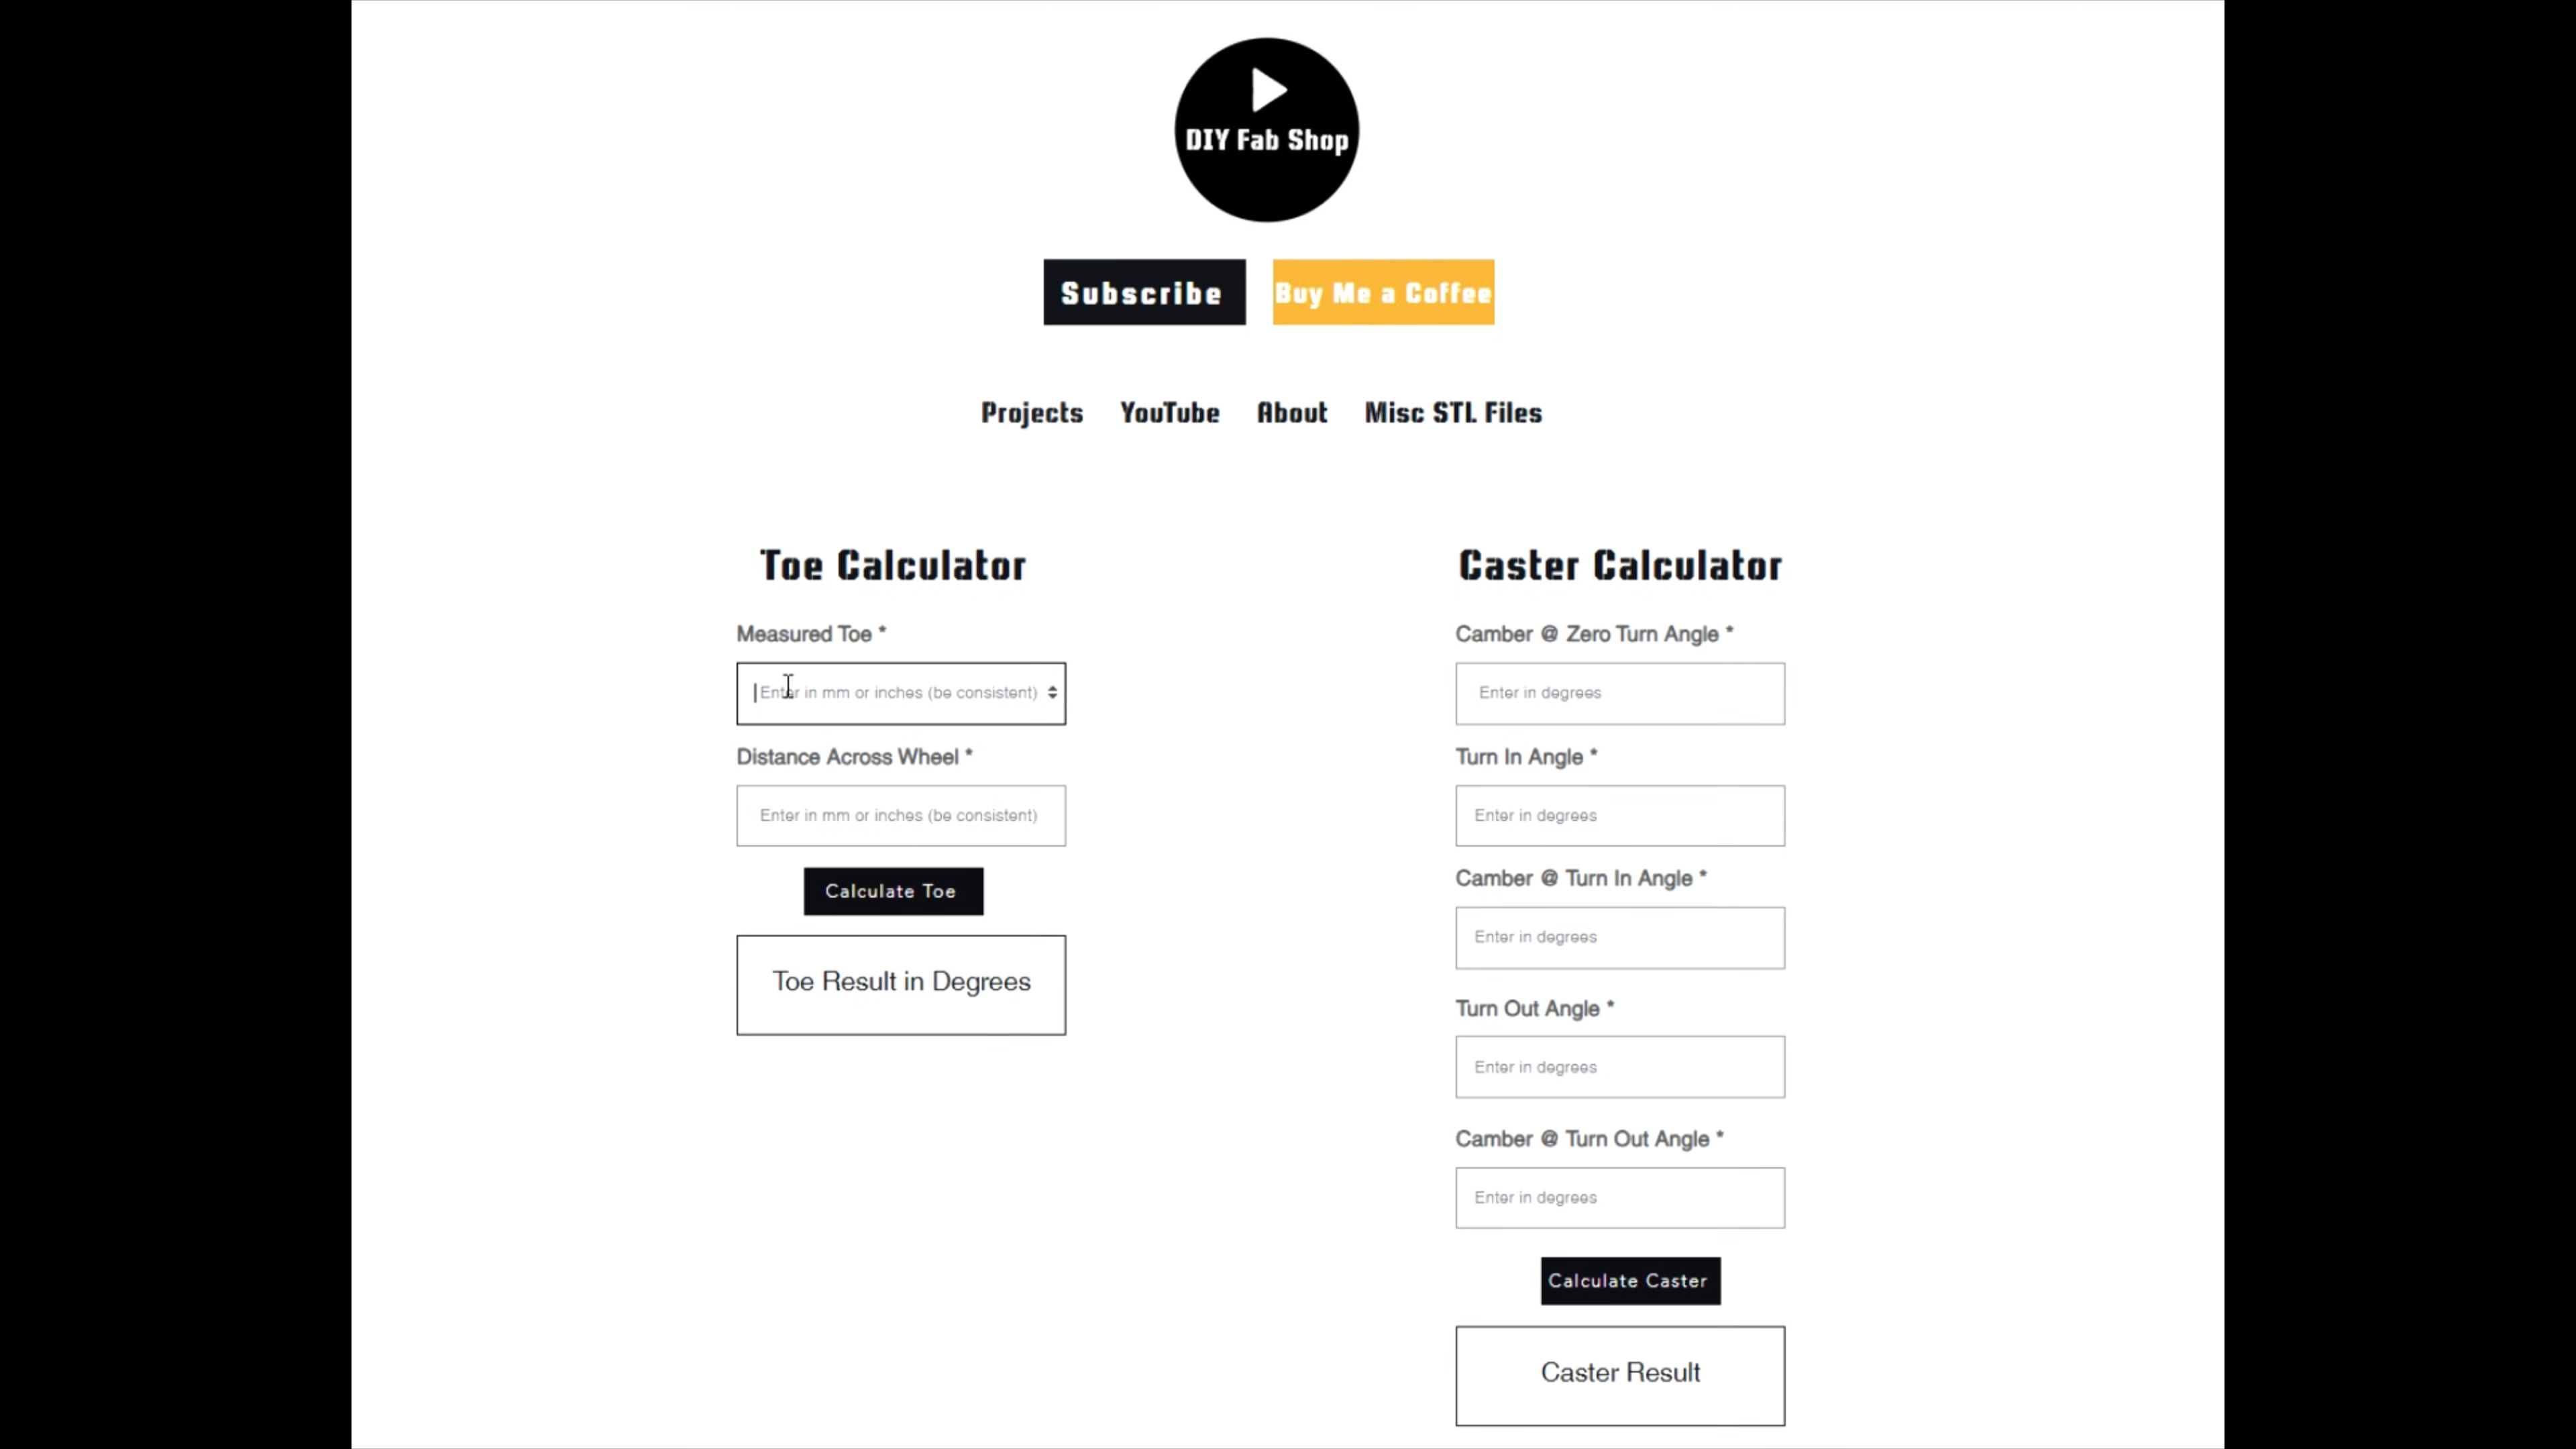 DIY Fab Shop
Subscribe
Buy Me a Coffee
Projects YouTube About Misc STL Files
Toe Calculator
Measured Toe *
Enter in mm or inches (be consistent)
Distance Across Wheel *
Enter in mm or inches (be consistent)
Calculate Toe
Toe Result in Degrees
Caster Calculator
Camber @ Zero Turn Angle *
Enter in degrees
Turn In Angle *
Enter in degrees
Camber @ Turn In Angle *
Enter in degrees
Turn Out Angle *
Enter in degrees
Camber @ Turn Out Angle *
Enter in degrees
Calculate Caster
Caster Result